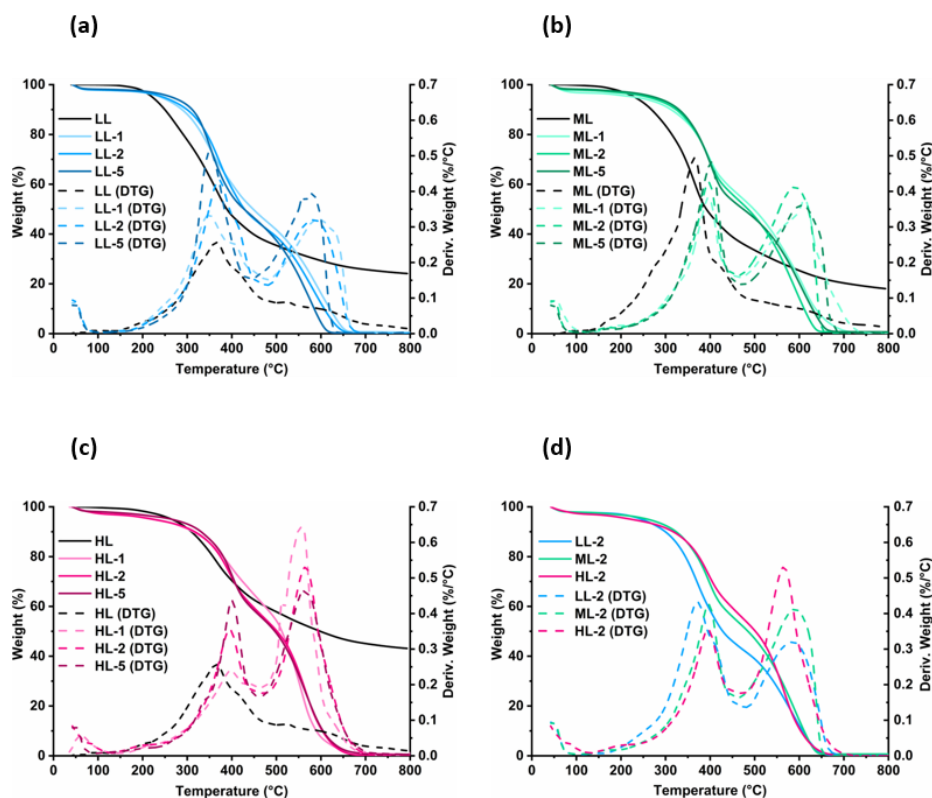 (a)
100
80
60
40
20
0
Weight (%)
LL
LL-1
LL-2
LL-5
LL (DTG)
LL-1 (DTG)
LL-2 (DTG)
LL-5 (DTG)
0.7
0.6
0.5
0.4
0.3
0.2
0.1
0.0
Deriv. Weight (%/°C)
0 100 200 300 400 500 600 700 800
Temperature (°C)
(b)
100
80
60
40
20
0
Weight (%)
ML
ML-1
ML-2
ML-5
ML (DTG)
ML-1 (DTG)
ML-2 (DTG)
ML-5 (DTG)
0.7
0.6
0.5
0.4
0.3
0.2
0.1
0.0
Deriv. Weight (%/°C)
0 100 200 300 400 500 600 700 800
Temperature (°C)
(c)
100
80
60
40
20
0
Weight (%)
HL
HL-1
HL-2
HL-5
HL (DTG)
HL-1 (DTG)
HL-2 (DTG)
HL-5 (DTG)
0.7
0.6
0.5
0.4
0.3
0.2
0.1
0.0
Deriv. Weight (%/°C)
0 100 200 300 400 500 600 700 800
Temperature (°C)
(d)
100
80
60
40
20
0
Weight (%)
LL-2
ML-2
HL-2
LL-2 (DTG)
ML-2 (DTG)
HL-2 (DTG)
0.7
0.6
0.5
0.4
0.3
0.2
0.1
0.0
Deriv. Weight (%/°C)
0 100 200 300 400 500 600 700 800
Temperature (°C)